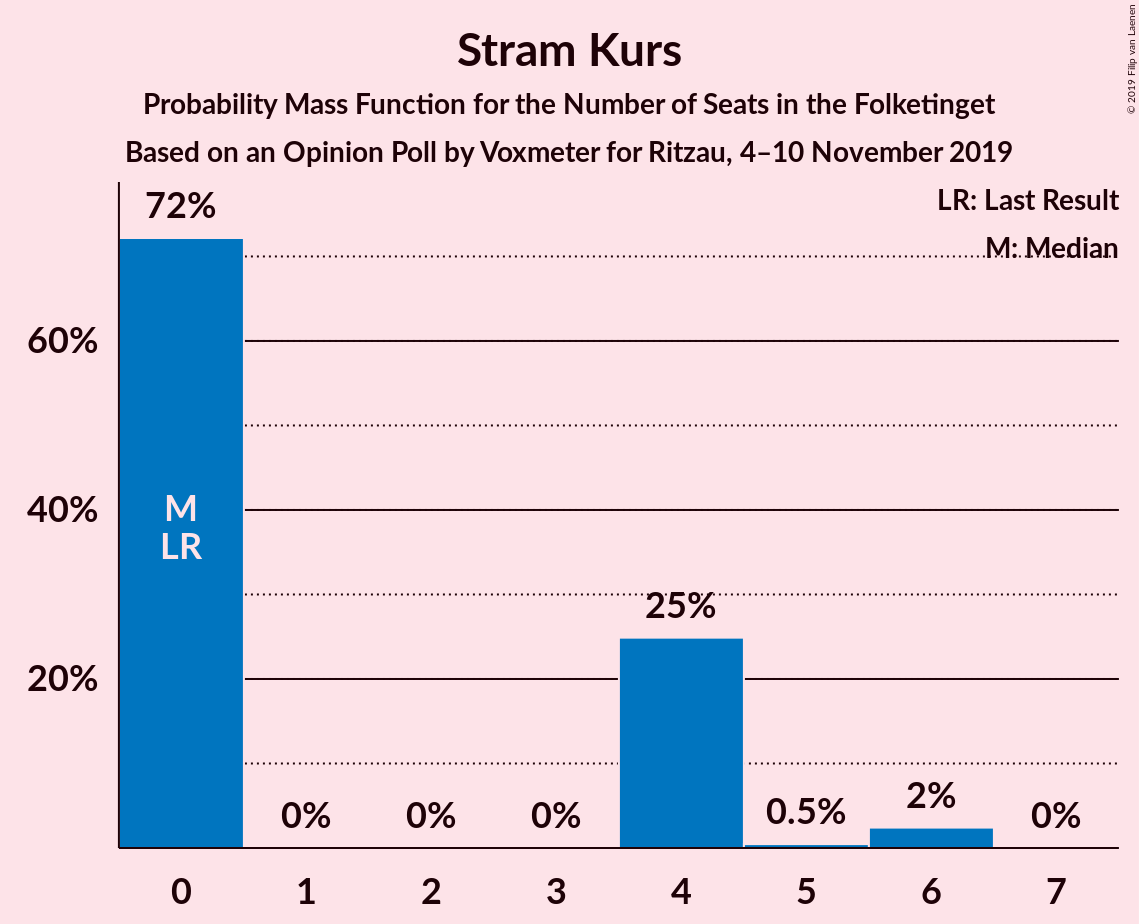 Stram Kurs
Probability Mass Function for the Number of Seats in the Folketinget
Based on an Opinion Poll by Voxmeter for Ritzau, 4–10 November 2019
© 2019 Filip van Laenen
LR: Last Result
M: Median
72%
60%
40%
20%
M
LR
0%
0%
0%
25%
0.5%
2%
0%
0
1
2
3
4
5
6
7